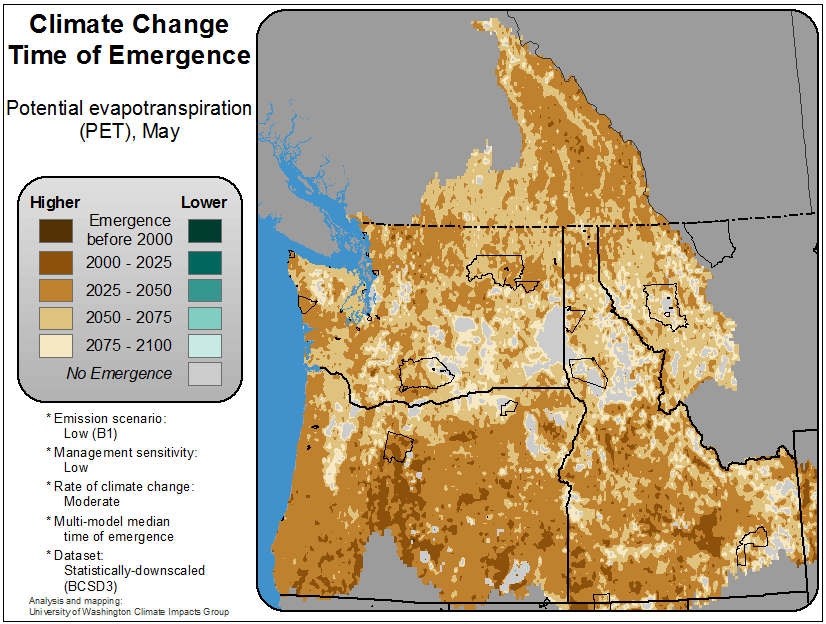 Climate Change
Time of Emergence
Potential evapotranspiration
(PET), May
Higher Lower
Emergence
before 2000
2000 - 2025
2025 - 2050
2050 - 2075
2075 - 2100
No Emergence
* Emission scenario:
Low (B1)
* Management sensitivity:
Low
* Rate of climate change:
Moderate
* Multi-model median
time of emergence
* Dataset:
Statistically-downscaled
(BCSD3)
Analysis and mapping:
University of Washington Climate Impacts Group